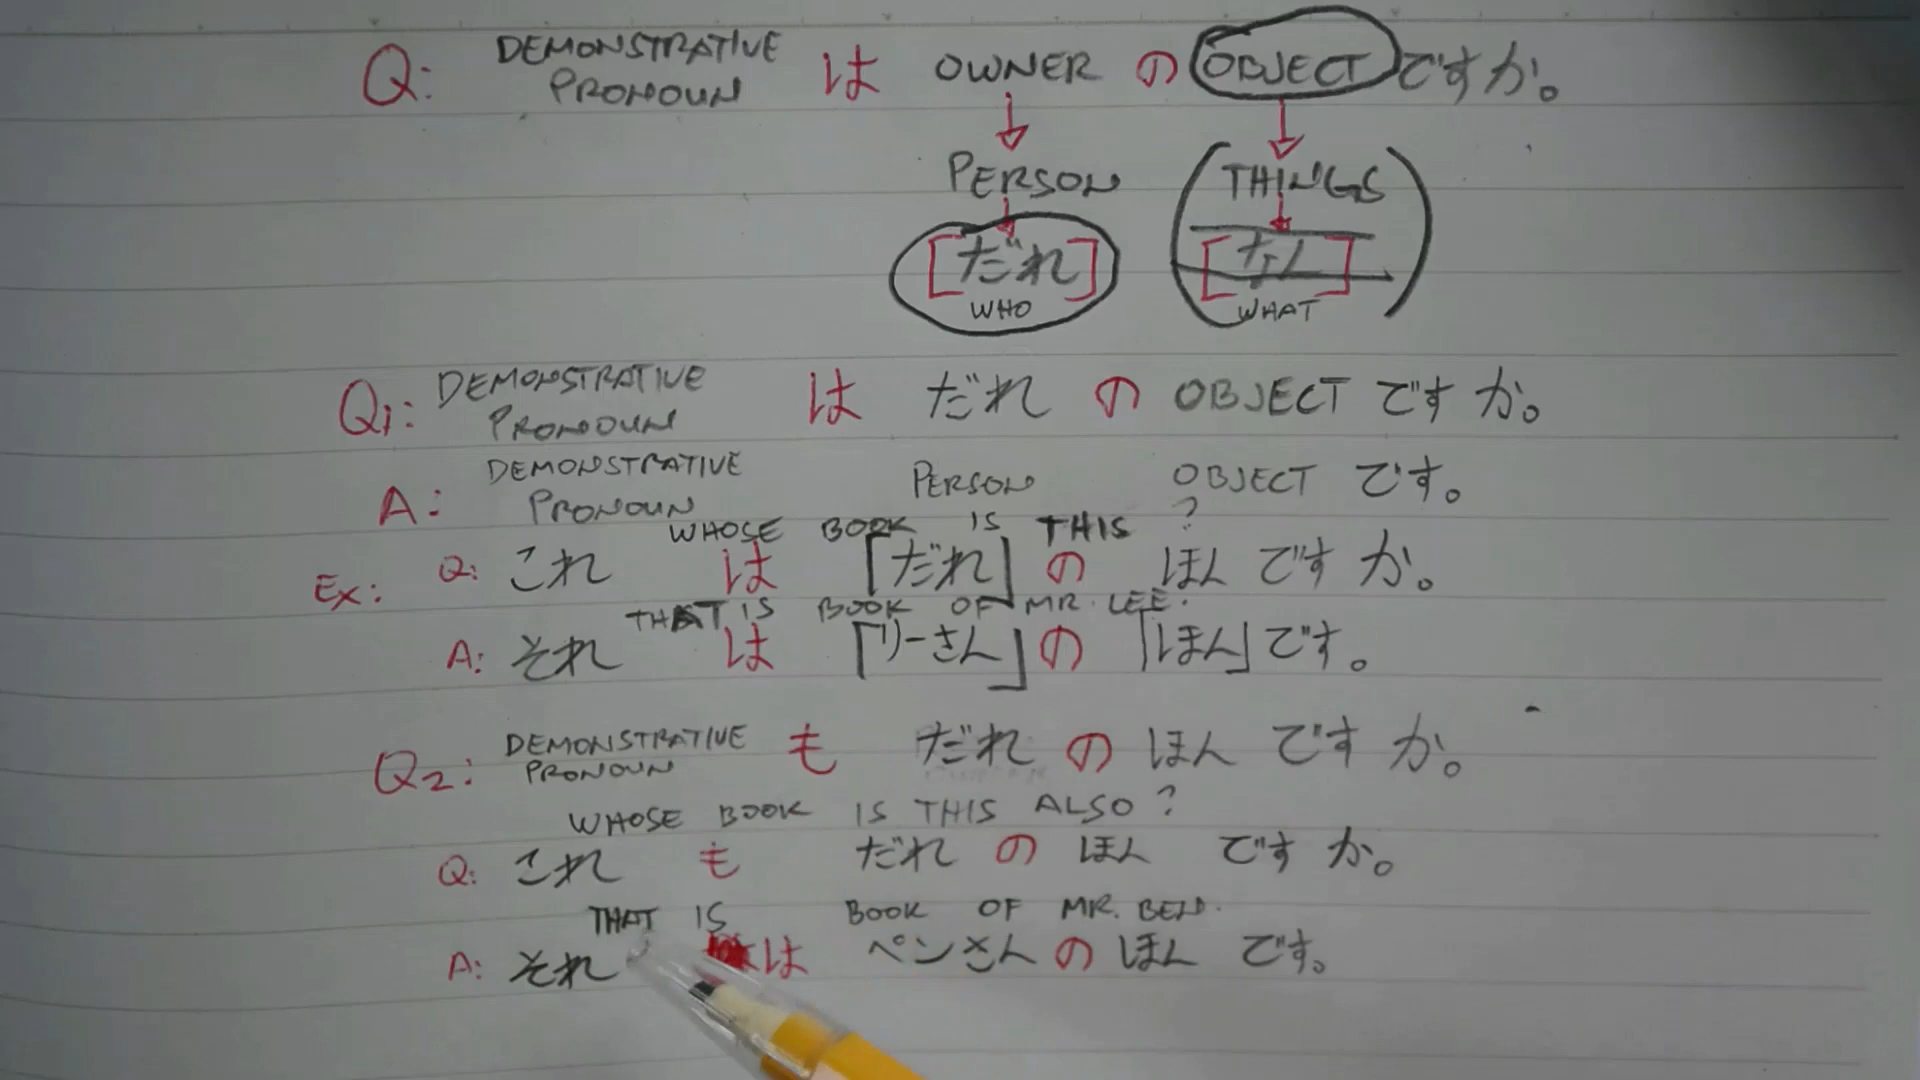 Q: DEMONSTRATIVE PRONOUN は OWNER の OBJECT ですか。
PERSON THINGS
[だれ] [なん]
WHO WHAT
Q1: DEMONSTRATIVE PRONOUN は だれ の OBJECT ですか。
A: DEMONSTRATIVE PRONOUN PERSON OBJECT です。
WHOSE BOOK IS THIS ?
Ex: Q: これ は 「だれ」 の ほん ですか。
THAT IS BOOK OF MR. LEE.
A: それ は 「リーさん」 の 「ほん」 です。
Q2: DEMONSTRATIVE PRONOUN も だれ の ほん ですか。
WHOSE BOOK IS THIS ALSO ?
Q: これ も だれ の ほん ですか。
THAT IS BOOK OF MR. BEN.
A: それ は ペンさん の ほん です。